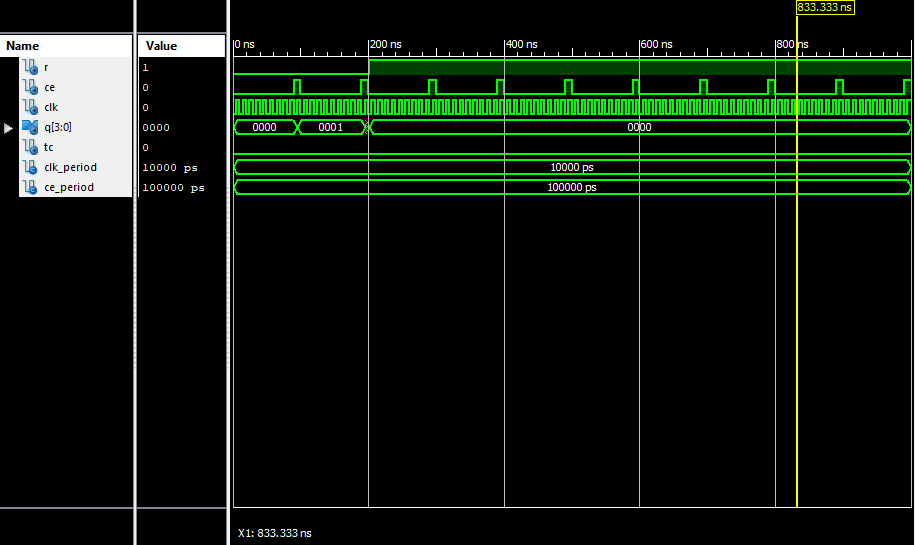 833.333 ns
Name Value 0 ns 200 ns 400 ns 600 ns 800 ns
r 1
ce 0
clk 0
q[3:0] 0000 0000 0001 0000
tc 0
clk_period 10000 ps 10000 ps
ce_period 100000 ps 100000 ps
X1: 833.333 ns